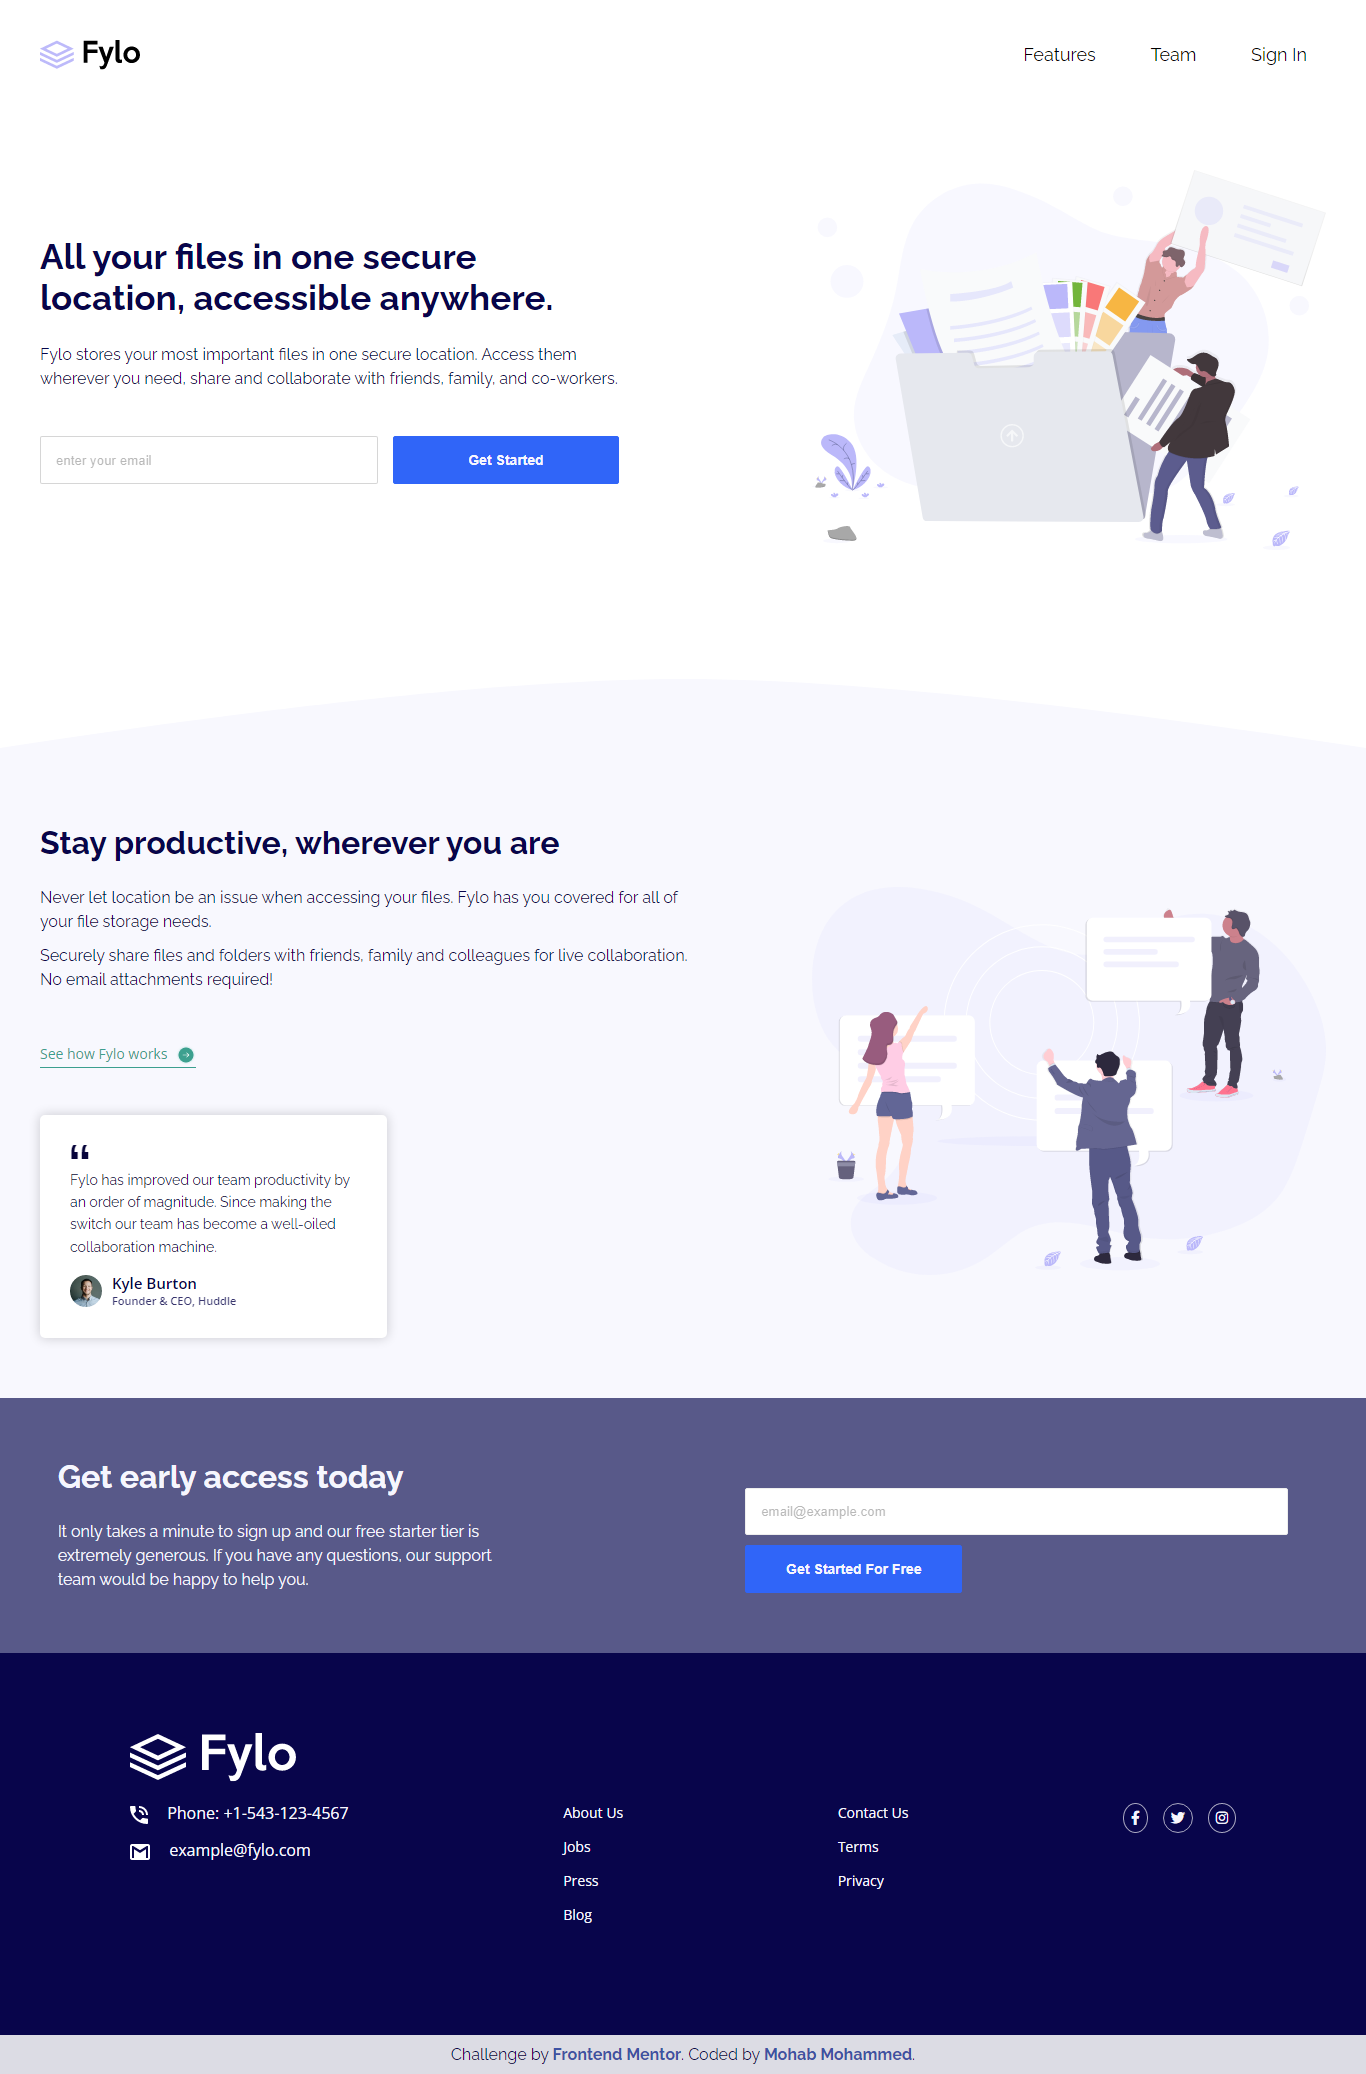 Fylo
Features
Team
Sign In
All your files in one secure
location, accessible anywhere.
Fylo stores your most important files in one secure location. Access them
wherever you need, share and collaborate with friends, family, and co-workers.
enter your email
Get Started
Stay productive, wherever you are
Never let location be an issue when accessing your files. Fylo has you covered for all of
your file storage needs.
Securely share files and folders with friends, family and colleagues for live collaboration.
No email attachments required!
See how Fylo works
“
Fylo has improved our team productivity by
an order of magnitude. Since making the
switch our team has become a well-oiled
collaboration machine.
Kyle Burton
Founder & CEO, Huddle
Get early access today
It only takes a minute to sign up and our free starter tier is
extremely generous. If you have any questions, our support
team would be happy to help you.
email@example.com
Get Started For Free
Fylo
Phone: +1-543-123-4567
example@fylo.com
About Us
Jobs
Press
Blog
Contact Us
Terms
Privacy
Challenge by Frontend Mentor. Coded by Mohab Mohammed.